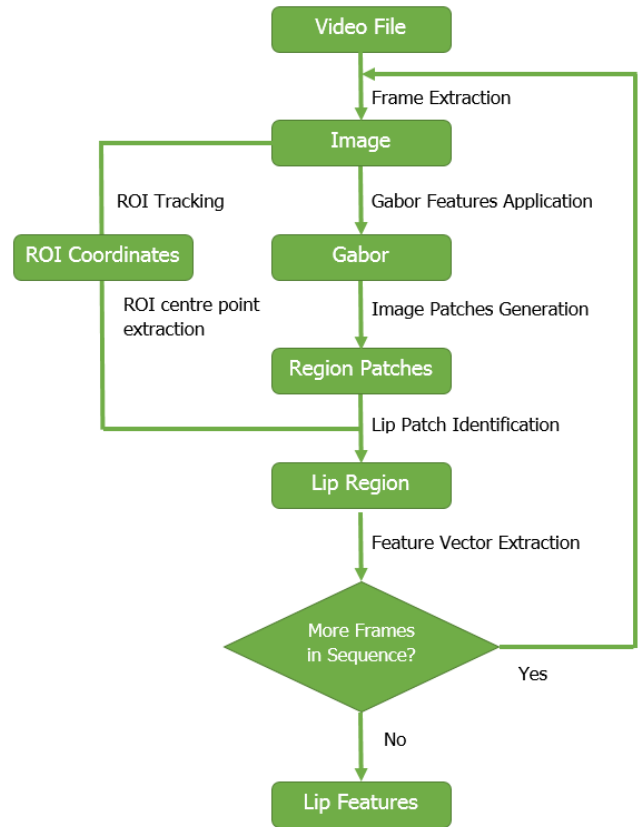 Video File
Frame Extraction
Image
ROI Tracking
Gabor Features Application
ROI Coordinates
Gabor
ROI centre point
extraction
Image Patches Generation
Region Patches
Lip Patch Identification
Lip Region
Feature Vector Extraction
More Frames
in Sequence?
Yes
No
Lip Features